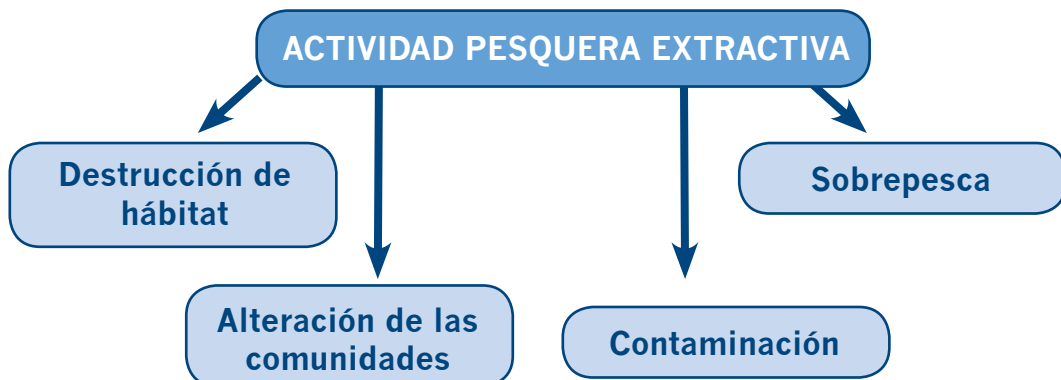 ACTIVIDAD PESQUERA EXTRACTIVA
Destrucción de
hábitat
Sobrepesca
Alteración de las
comunidades
Contaminación